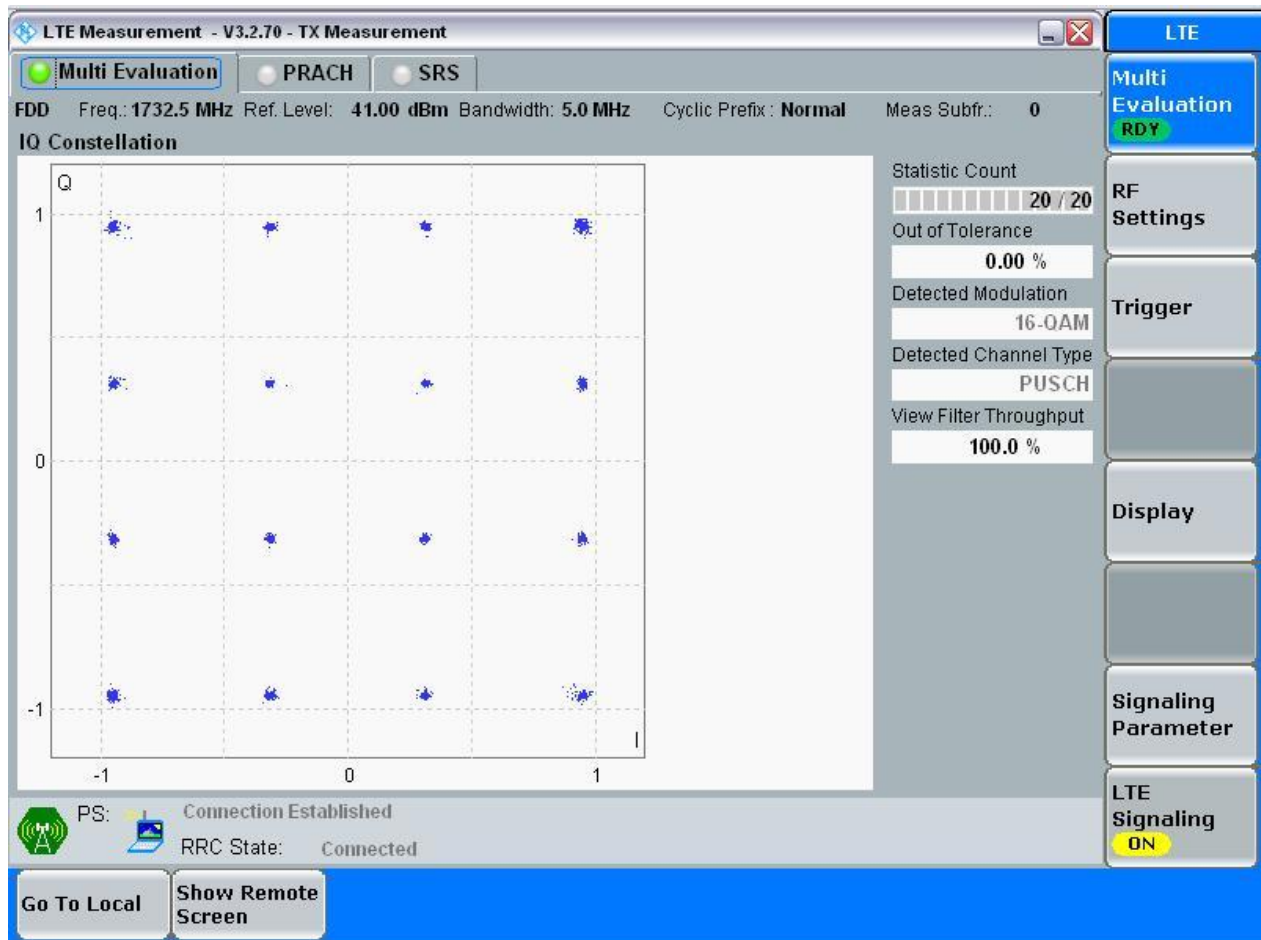 LTE Measurement - V3.2.70 - TX Measurement
LTE
Multi Evaluation PRACH SRS
FDD Freq.: 1732.5 MHz Ref. Level: 41.00 dBm Bandwidth: 5.0 MHz Cyclic Prefix : Normal Meas Subfr.: 0
IQ Constellation
Q
1
0
-1
I
-1 0 1
Statistic Count
20 / 20
Out of Tolerance
0.00 %
Detected Modulation
16-QAM
Detected Channel Type
PUSCH
View Filter Throughput
100.0 %
Multi
Evaluation
RDY
RF
Settings
Trigger
Display
Signaling
Parameter
LTE
Signaling
ON
PS: Connection Established
RRC State: Connected
Go To Local
Show Remote
Screen